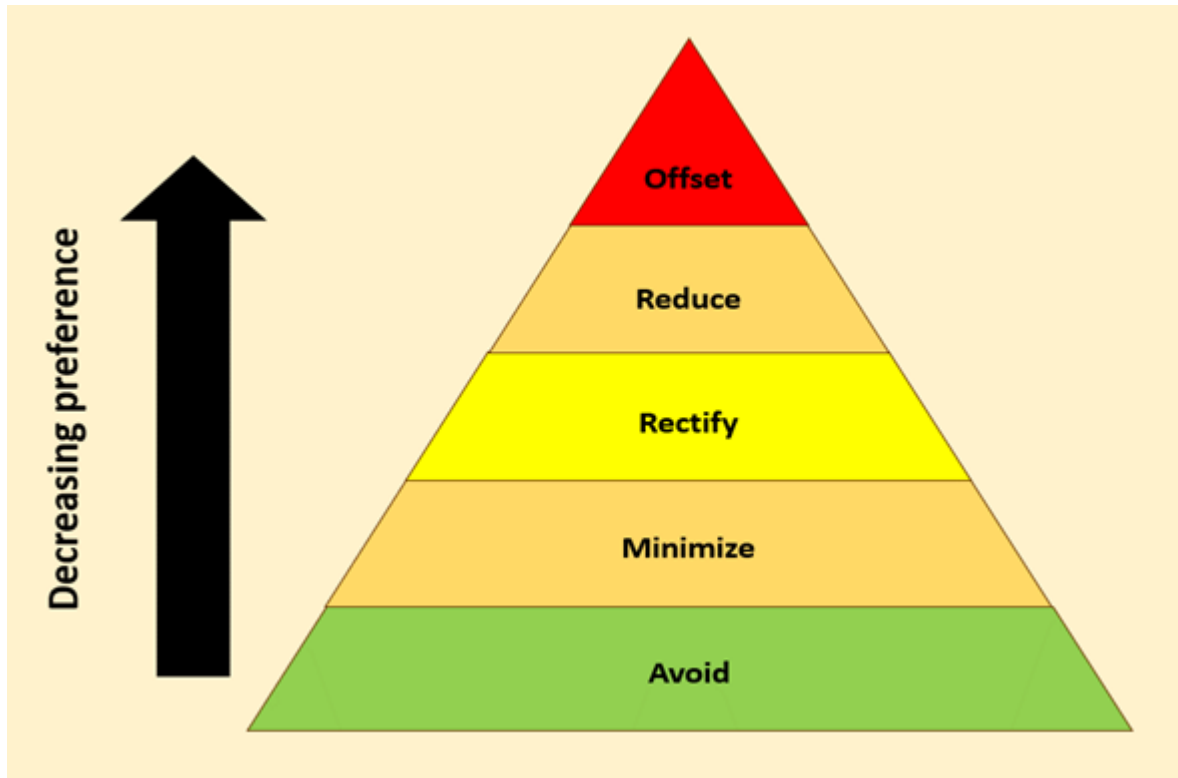 Decreasing preference
Offset
Reduce
Rectify
Minimize
Avoid